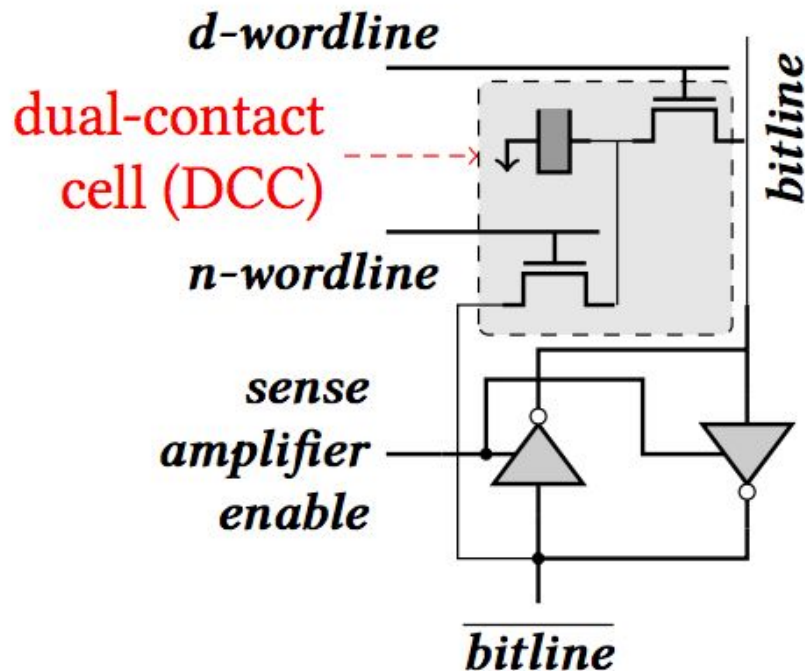 d-wordline
bitline
dual-contact
cell (DCC)
n-wordline
sense
amplifier
enable
bitline